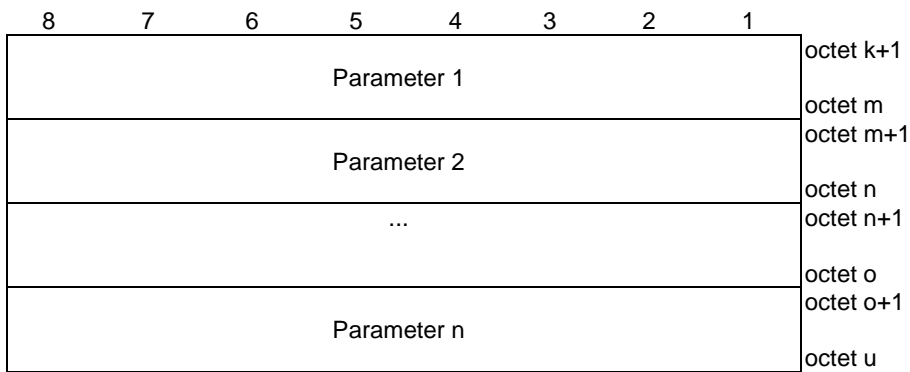 8 7 6 5 4 3 2 1
octet k+1
Parameter 1
octet m
octet m+1
Parameter 2
octet n
... octet n+1
octet o
octet o+1
Parameter n
octet u